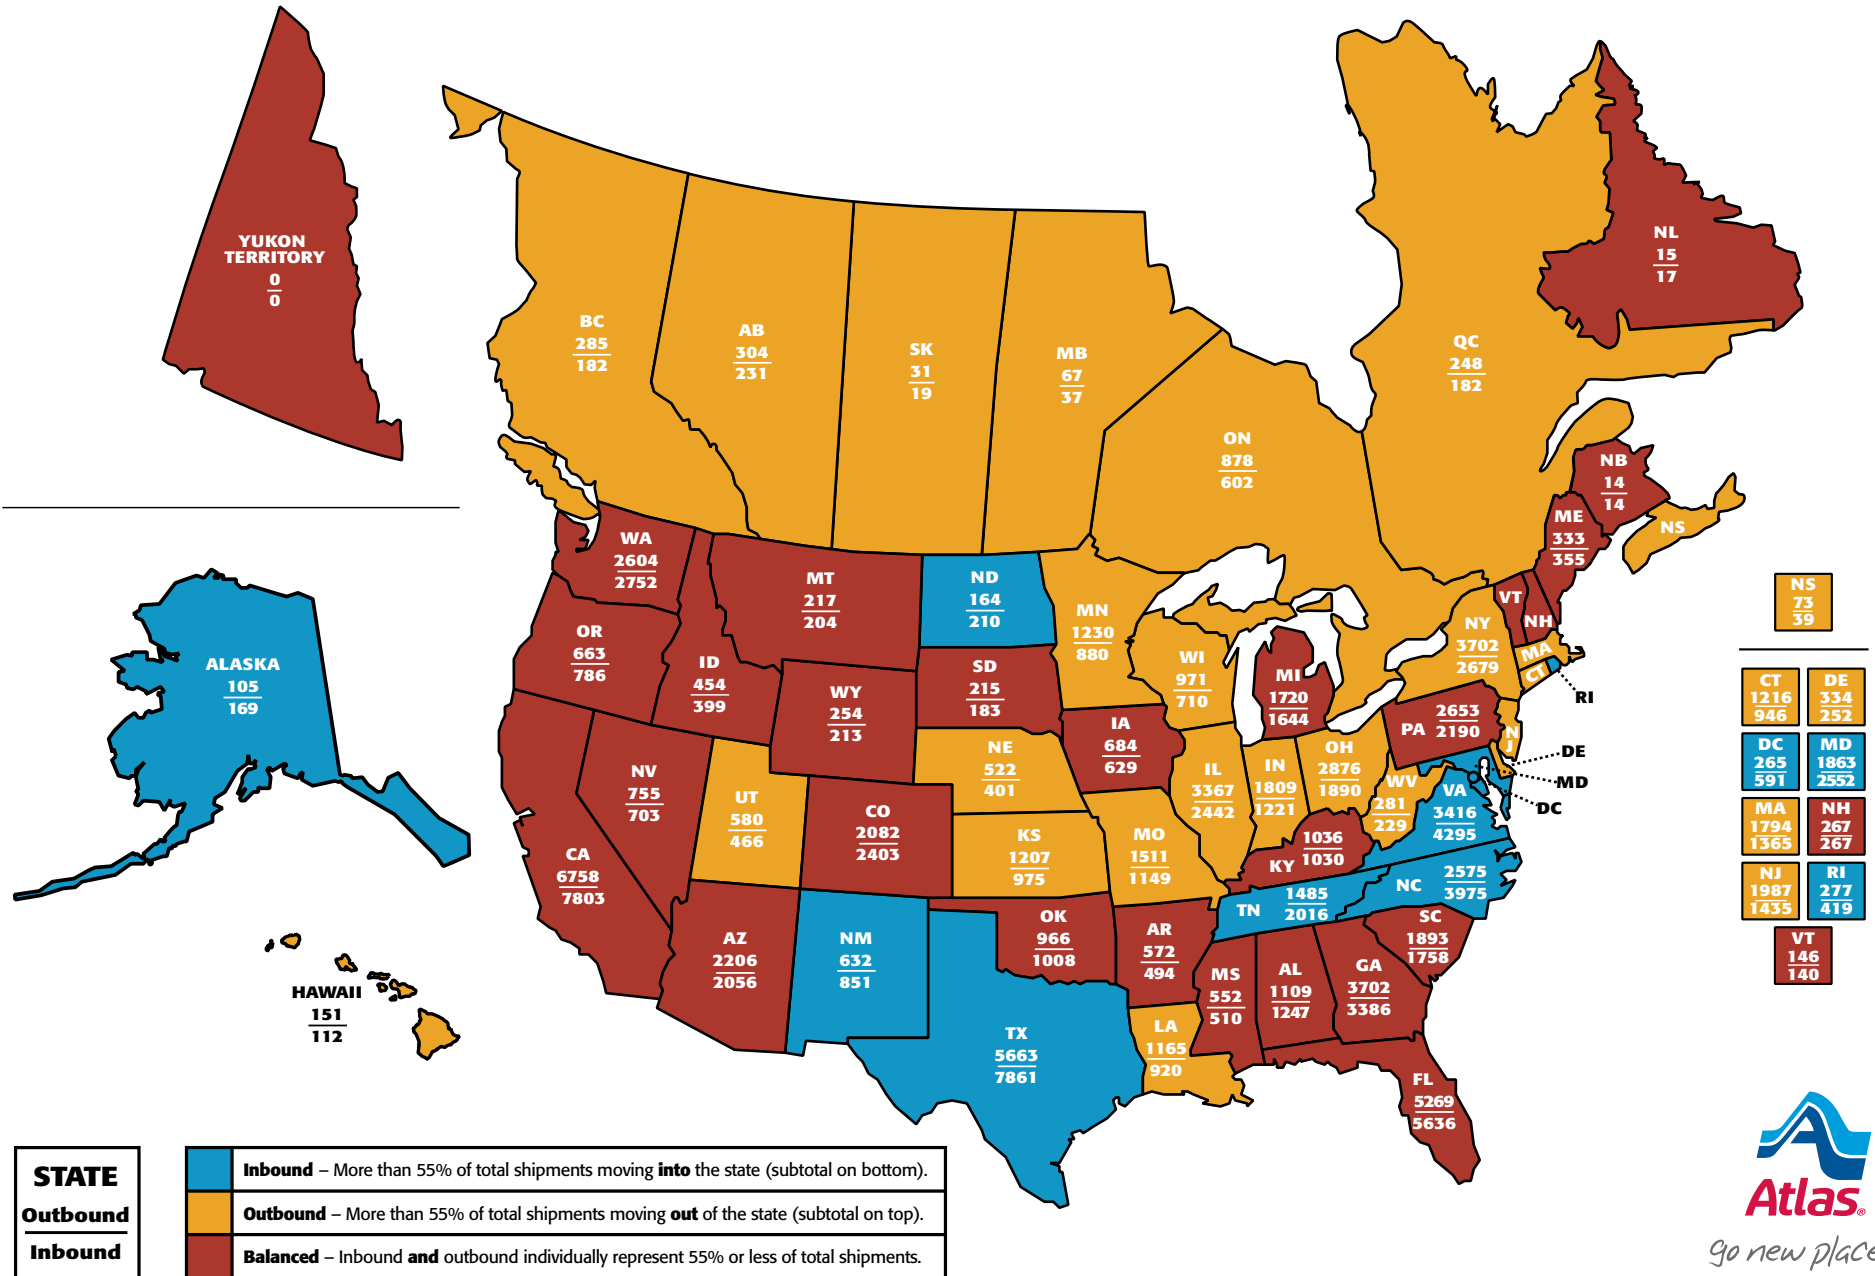 YUKON
TERRITORY
0
0
BC
285
182
AB
304
231
SK
31
19
MB
67
37
ON
878
602
QC
248
182
NL
15
17
NB
14
14
NS
ME
333
355
WA
2604
2752
OR
663
786
ID
454
399
MT
217
204
ND
164
210
SD
215
183
WY
254
213
MN
1230
880
WI
971
710
MI
1720
1644
NY
3702
2679
VT
NH
MA
CT
RI
PA
2653
2190
NJ
DE
MD
DC
CA
6758
7803
NV
755
703
UT
580
466
CO
2082
2403
NE
522
401
KS
1207
975
IA
684
629
MO
1511
1149
IL
3367
2442
IN
1809
1221
OH
2876
1890
WV
281
229
VA
3416
4295
KY
1036
1030
TN
1485
2016
NC
2575
3975
SC
1893
1758
AZ
2206
2056
NM
632
851
OK
966
1008
AR
572
494
MS
552
510
AL
1109
1247
GA
3702
3386
TX
5663
7861
LA
1165
920
FL
5269
5636
ALASKA
105
169
HAWAII
151
112
NS
73
39
CT
1216
946
DE
334
252
DC
265
591
MD
1863
2552
MA
1794
1365
NH
267
267
NJ
1987
1435
RI
277
419
VT
146
140
STATE
Outbound
Inbound
Inbound – More than 55% of total shipments moving into the state (subtotal on bottom).
Outbound – More than 55% of total shipments moving out of the state (subtotal on top).
Balanced – Inbound and outbound individually represent 55% or less of total shipments.
Atlas®
go new place